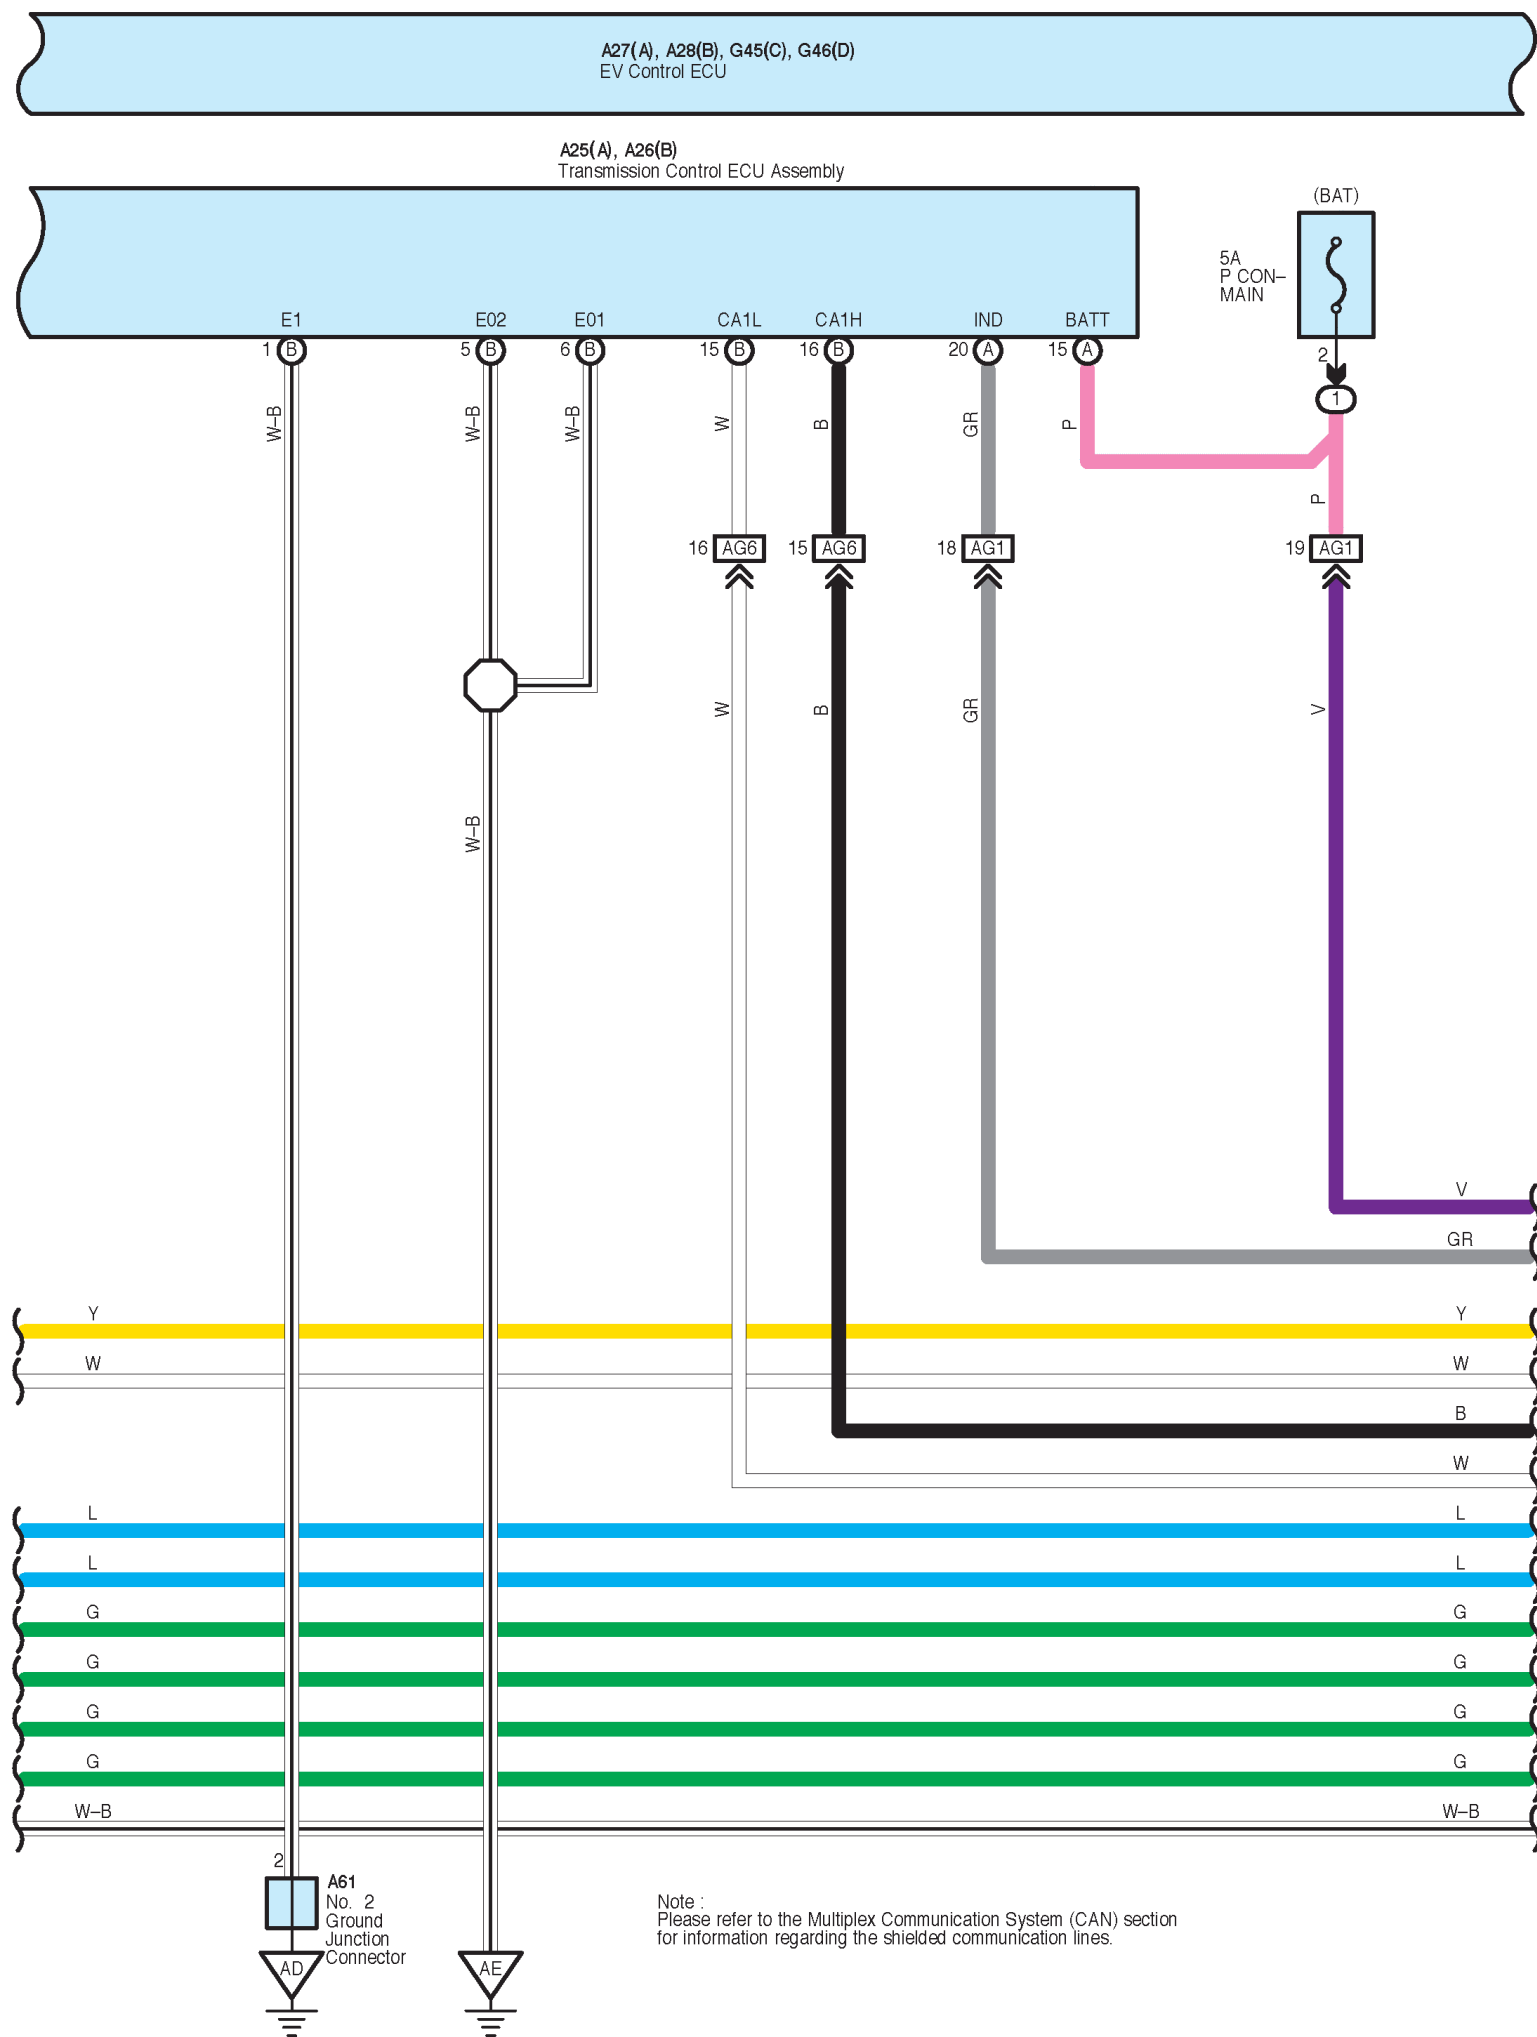 A27(A), A28(B), G45(C), G46(D)
EV Control ECU
A25(A), A26(B)
Transmission Control ECU Assembly
(BAT)
5A
P CON–
MAIN
E1
E02
E01
CA1L
CA1H
IND
BATT
1 B
5 B
6 B
15 B
16 B
20 A
15 A
2
1
W–B
W–B
W–B
W
B
GR
P
P
16 AG6
15 AG6
18 AG1
19 AG1
W
B
GR
V
W–B
V
GR
Y Y
W W
B
W
L L
L L
G G
G G
G G
G G
W–B W–B
2
A61
No. 2
Ground
Junction
Connector
AD
AE
Note :
Please refer to the Multiplex Communication System (CAN) section
for information regarding the shielded communication lines.